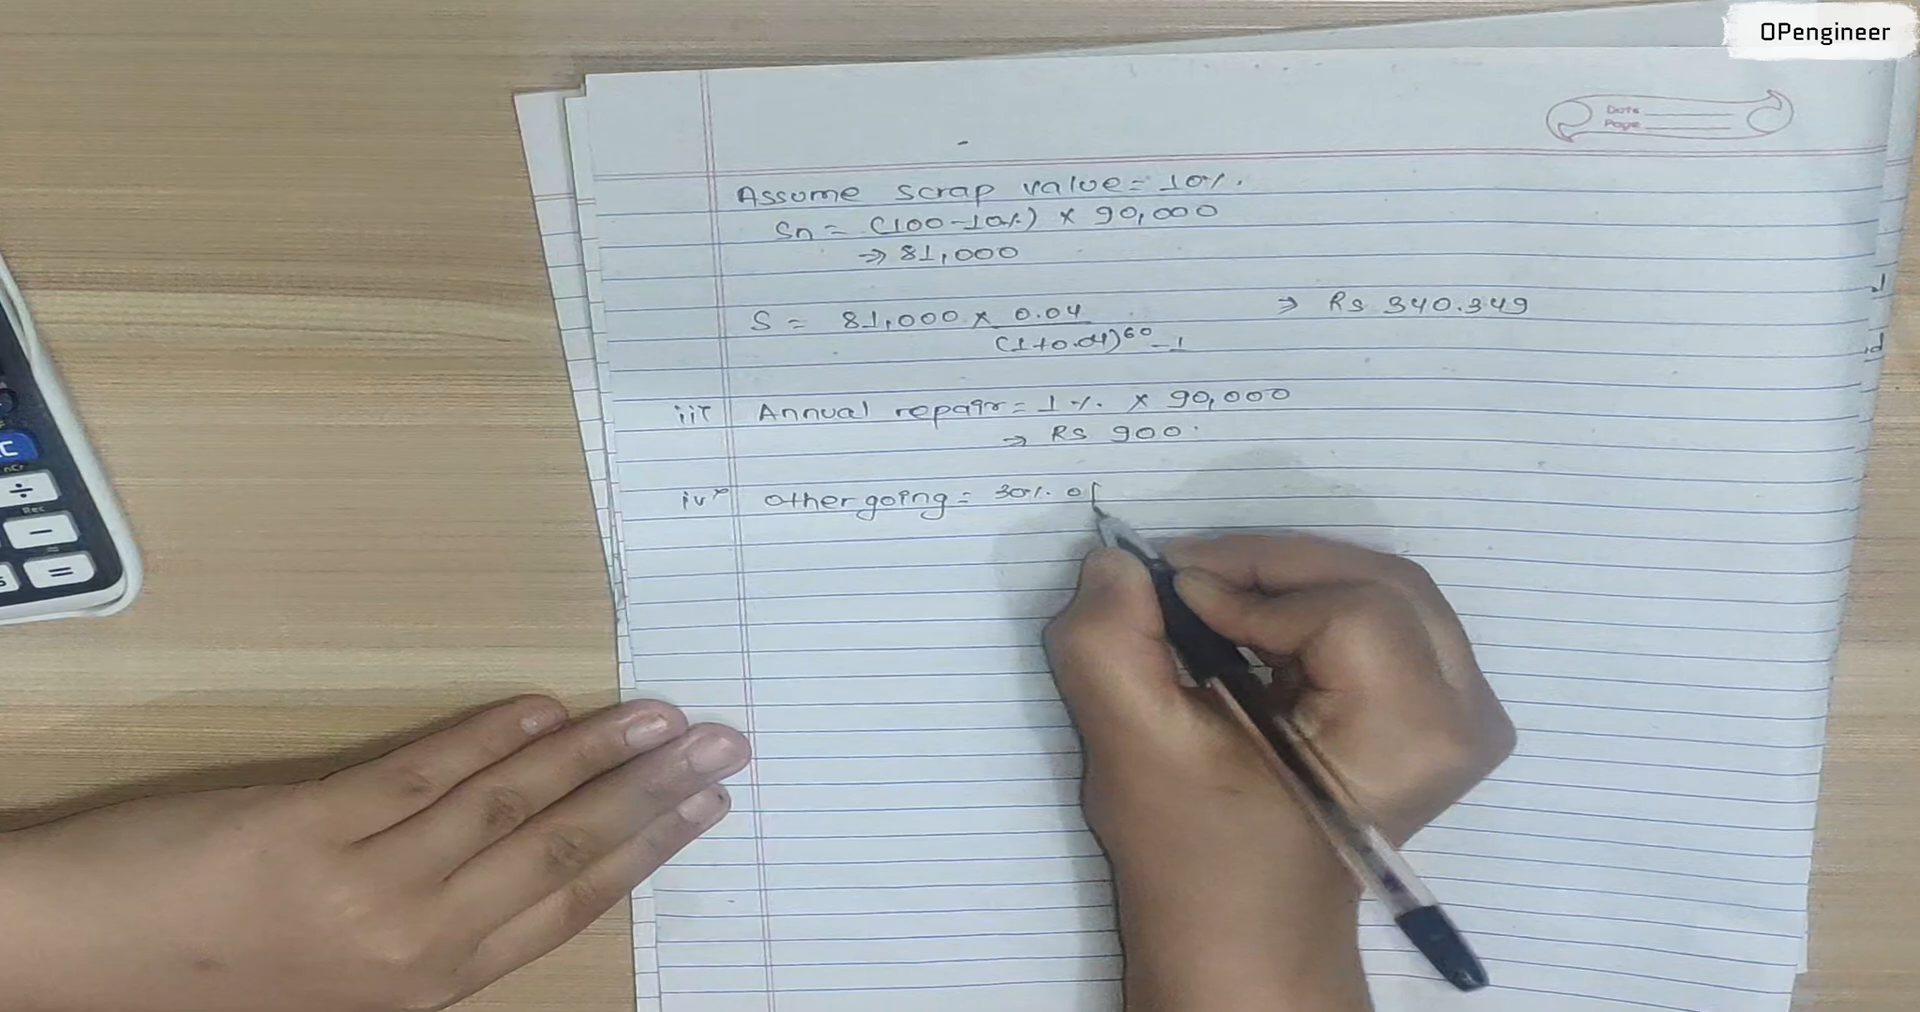 OPengineer
Date
Page
Assume scrap value = 10%.
Sn = (100-10%) × 90,000
⇒ 81,000
S = 81,000 × 0.04 / (1+0.04)^60 - 1 ⇒ Rs 340.349
iii) Annual repair = 1% × 90,000
⇒ Rs 900.
iv) Other going = 30% of
C
nCr
÷
Rec
−
=